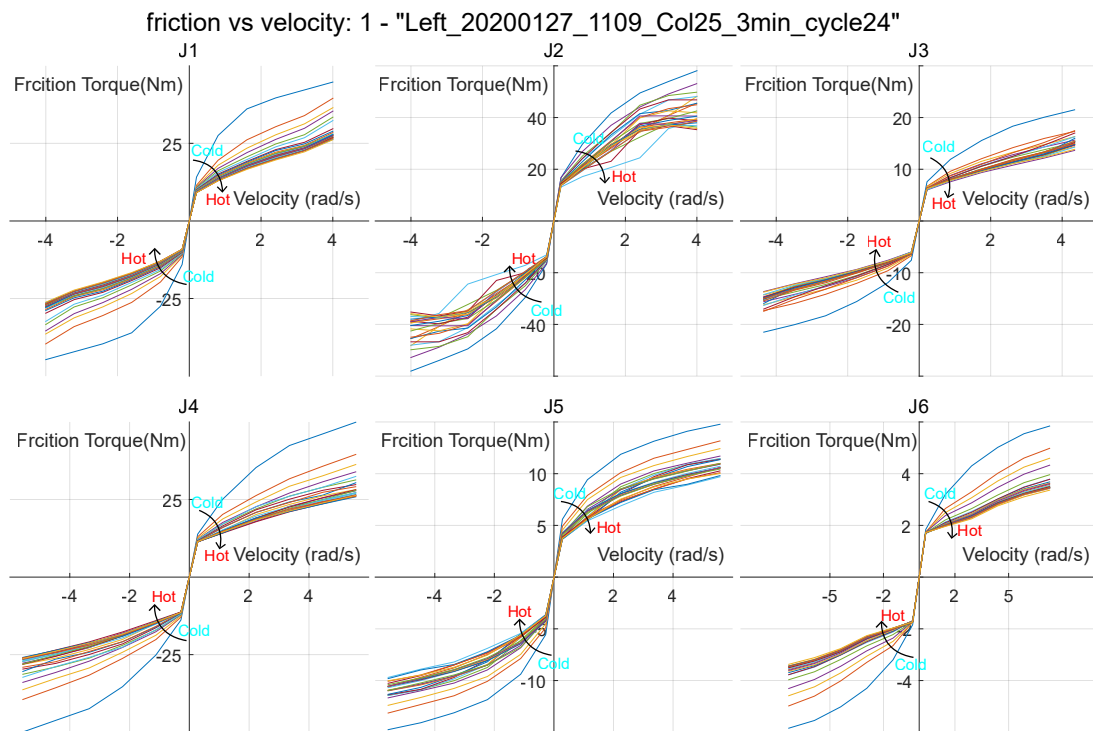 friction vs velocity: 1 - "Left_20200127_1109_Col25_3min_cycle24"
J1
Frcition Torque(Nm)
25
Cold
Hot
Velocity (rad/s)
-4 -2 2 4
Hot
Cold
-25
J2
Frcition Torque(Nm)
40
Cold
20
Hot
Velocity (rad/s)
-4 -2 2 4
Hot
-20
Cold
-40
J3
Frcition Torque(Nm)
20
Cold
10
Hot
Velocity (rad/s)
-4 -2 2 4
Hot
-10
Cold
-20
J4
Frcition Torque(Nm)
25
Cold
Hot
Velocity (rad/s)
-4 -2 2 4
Hot
Cold
-25
J5
Frcition Torque(Nm)
10
Cold
5
Hot
Velocity (rad/s)
-4 -2 2 4
Hot
-5
Cold
-10
J6
Frcition Torque(Nm)
4
Cold
2
Hot
Velocity (rad/s)
-5 -2 2 5
Hot
-2
Cold
-4